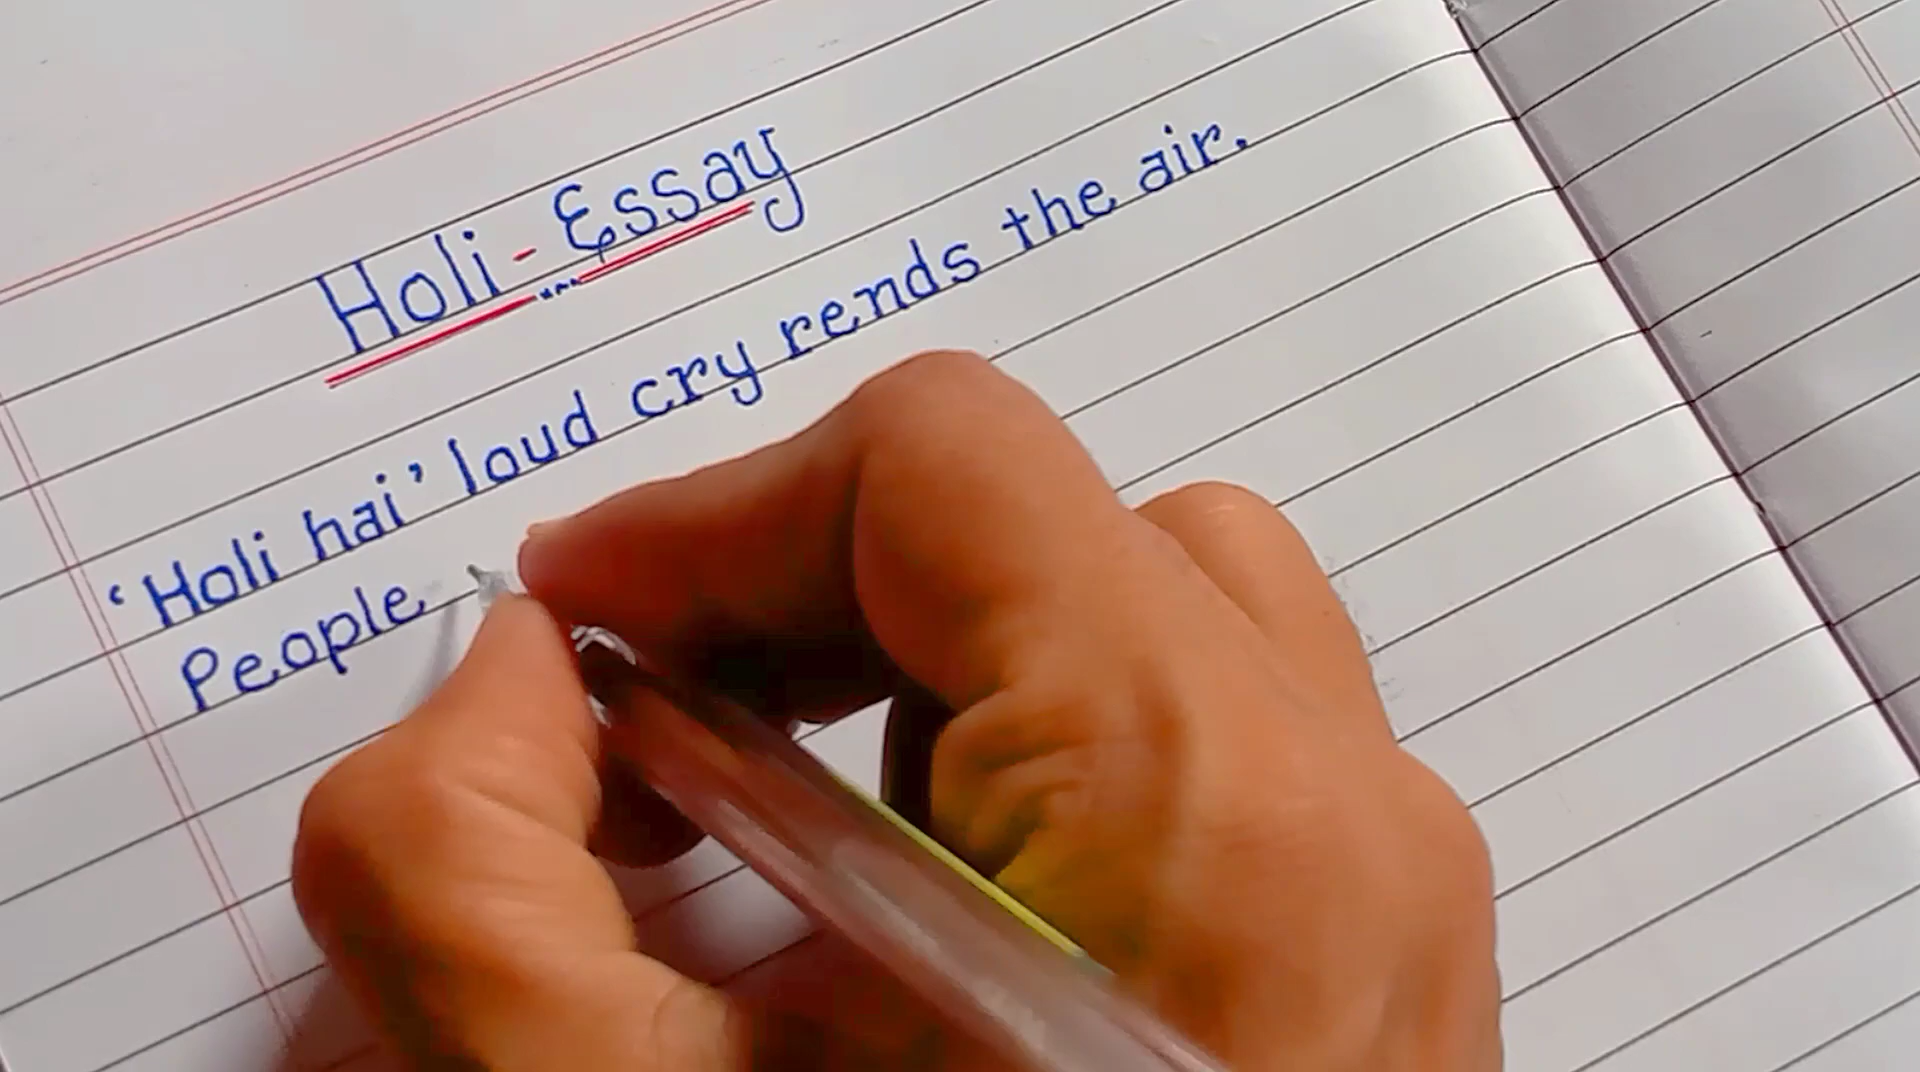 Holi - Essay
‘Holi hai’ loud cry rends the air.
People